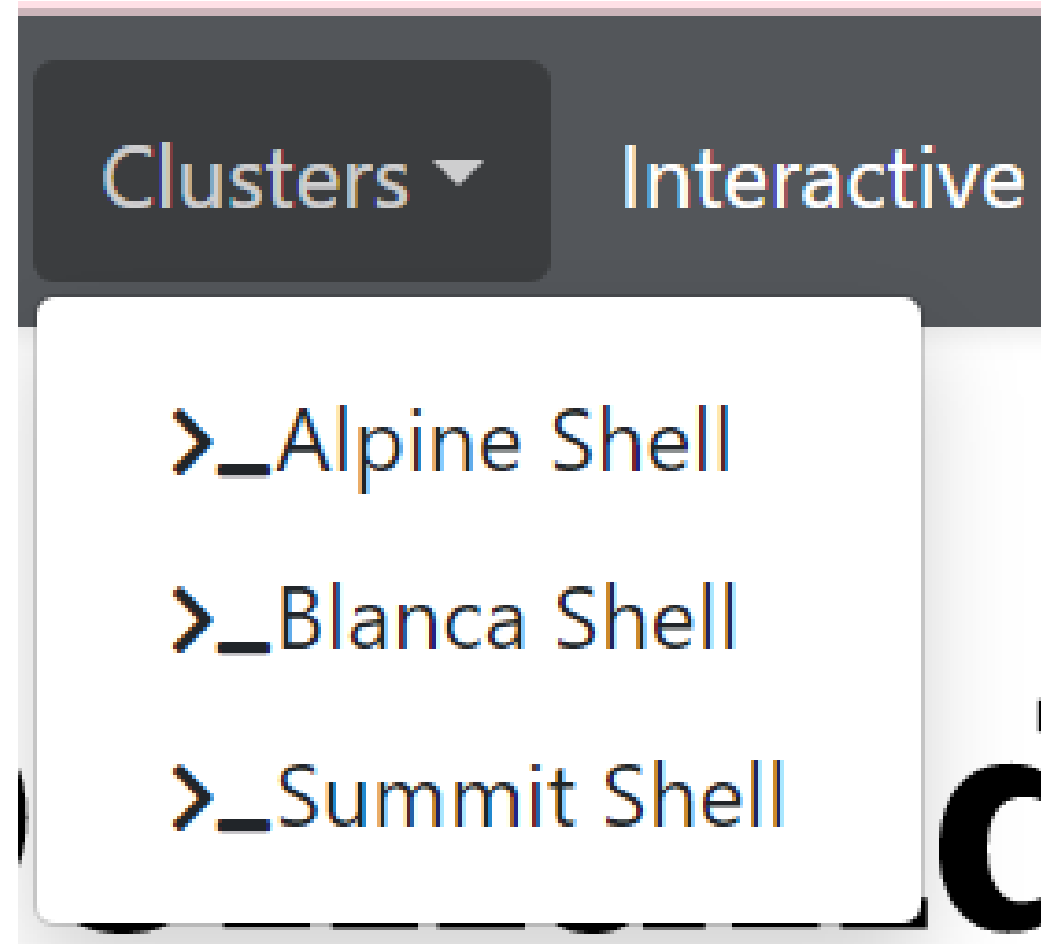 Clusters Interactive
>_Alpine Shell
>_Blanca Shell
>_Summit Shell